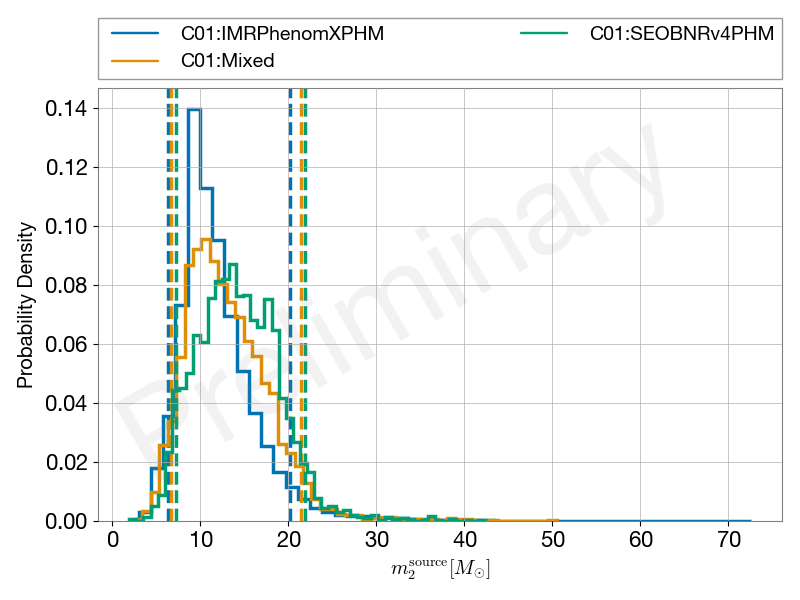 C01:IMRPhenomXPHM
C01:Mixed
C01:SEOBNRv4PHM
Probability Density
0.14
0.12
0.10
0.08
0.06
0.04
0.02
0.00
Preliminary
0 10 20 30 40 50 60 70
m₂^source [M⊙]